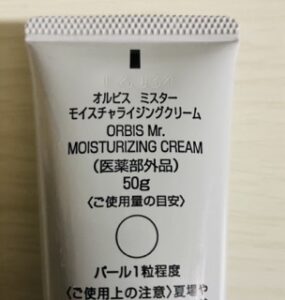 オルビス ミスター
モイスチャライジングクリーム
ORBIS Mr.
MOISTURIZING CREAM
(医薬部外品)
50g
〈ご使用量の目安〉
パール1粒程度
〈ご使用上の注意〉夏場や